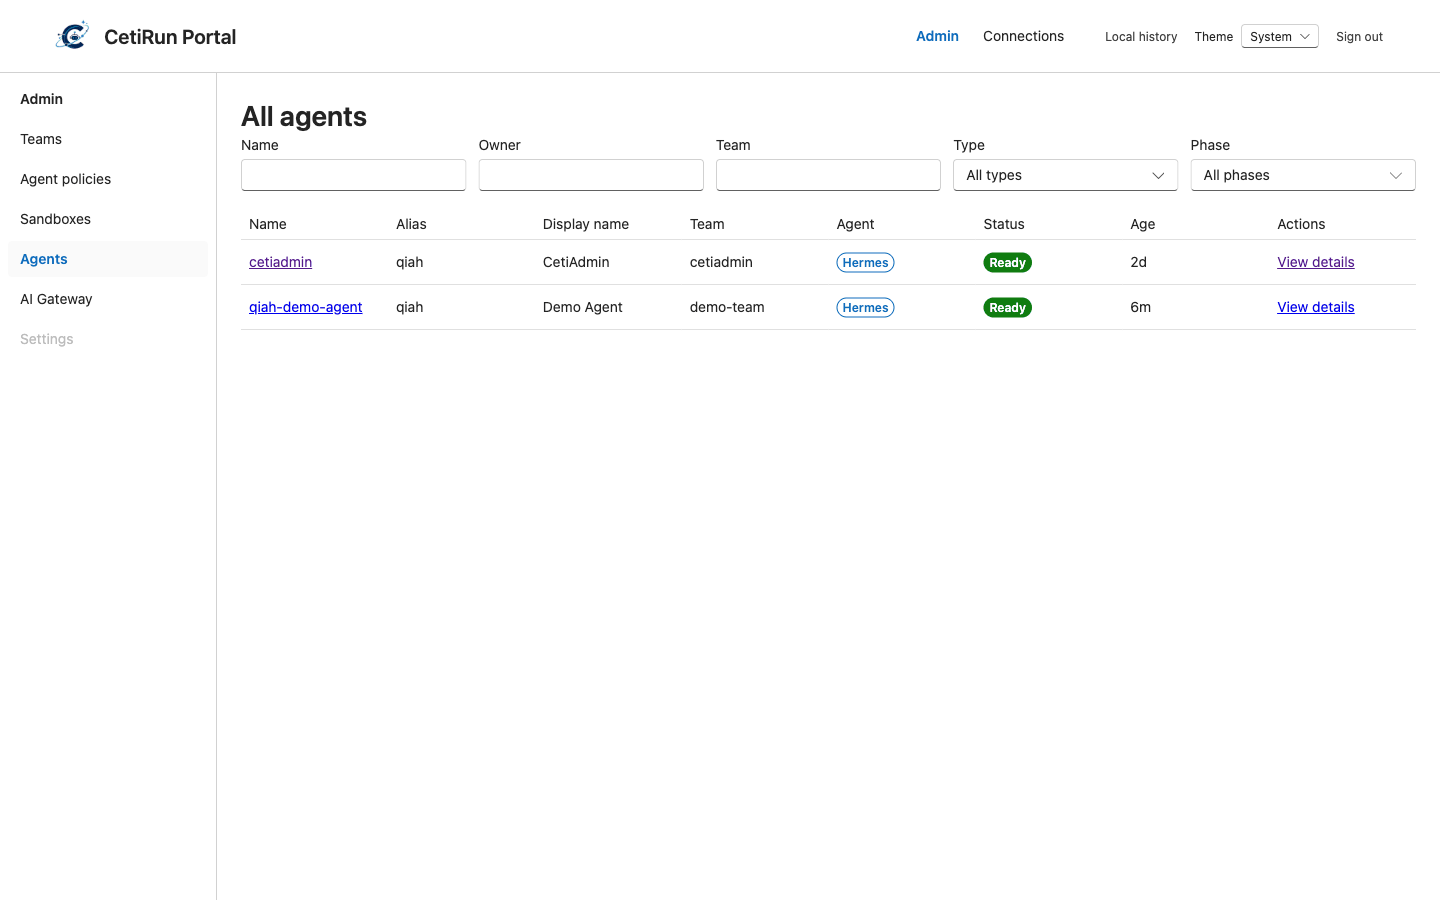 CetiRun Portal
Admin Connections Local history Theme System Sign out
Admin
Teams
Agent policies
Sandboxes
Agents
AI Gateway
Settings
All agents
Name Owner Team Type Phase
All types All phases
Name Alias Display name Team Agent Status Age Actions
cetiadmin qiah CetiAdmin cetiadmin Hermes Ready 2d View details
qiah-demo-agent qiah Demo Agent demo-team Hermes Ready 6m View details